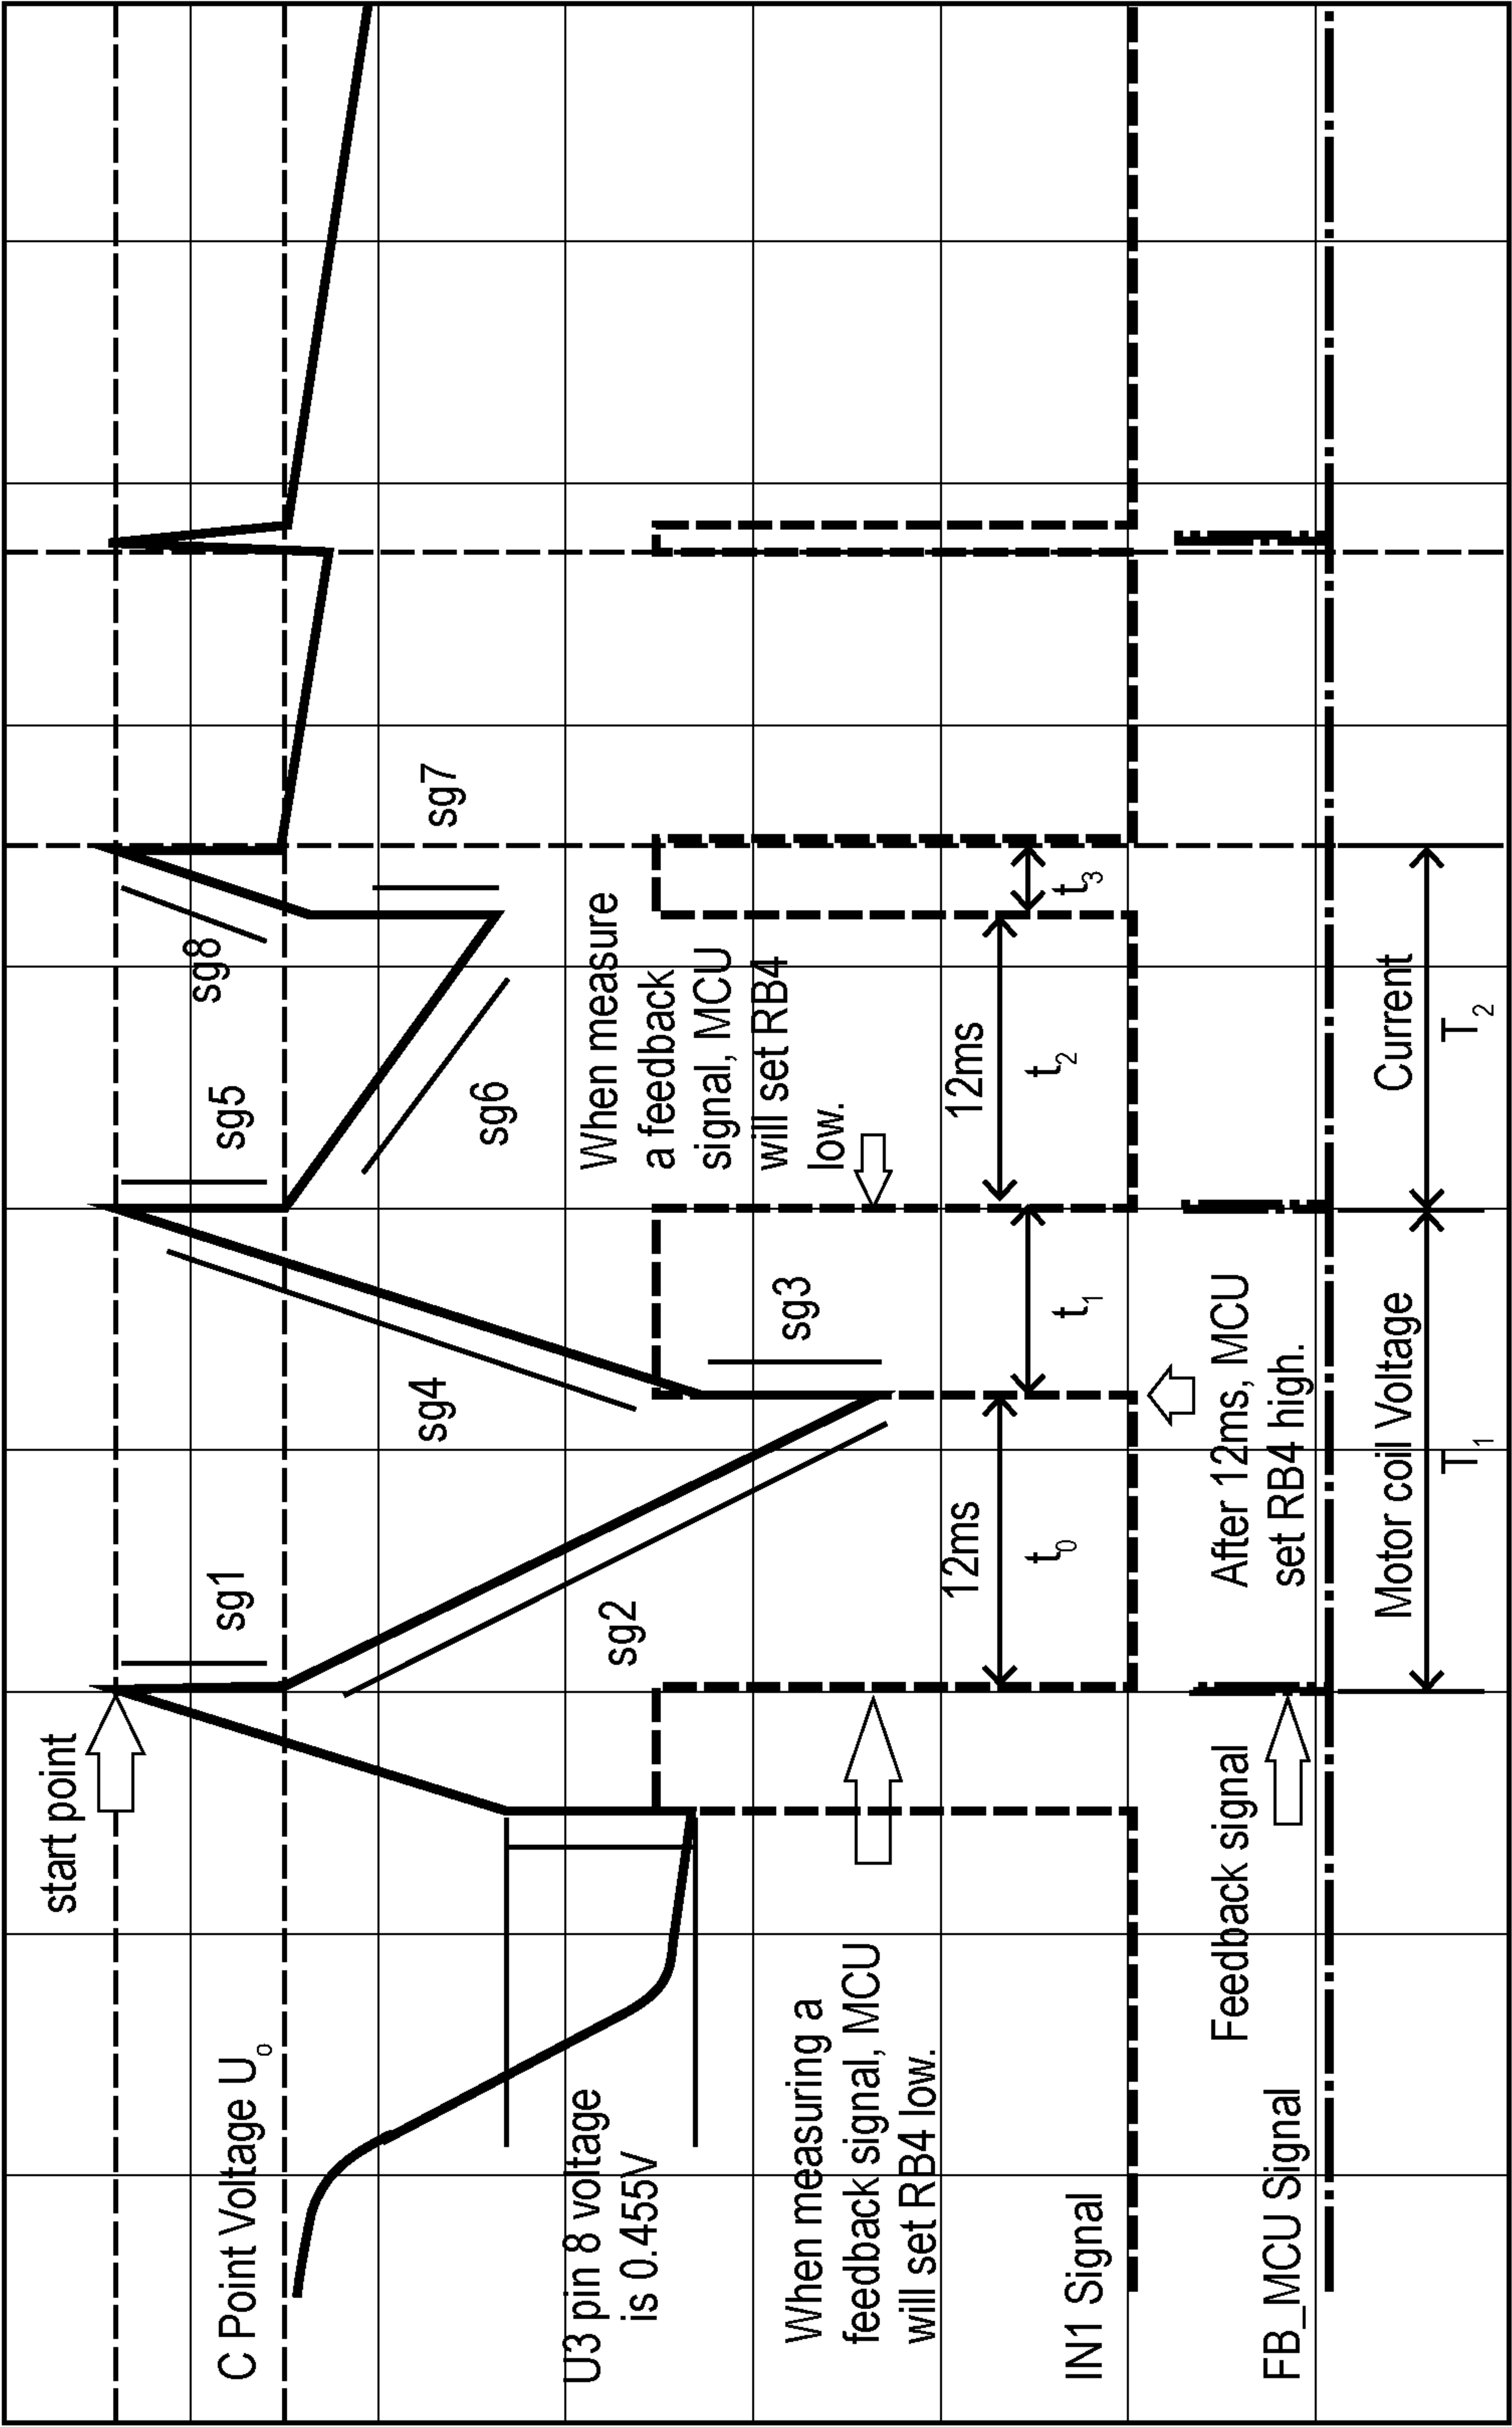 start point
C Point Voltage Uo
sg1
sg5
sg8
sg7
sg4
sg6
sg2
sg3
U3 pin 8 voltage
is 0.455V
When measure
a feedback
signal, MCU
will set RB4
low.
When measuring a
feedback signal, MCU
will set RB4 low.
12ms
12ms
t0
t1
t2
t3
IN1 Signal
After 12ms, MCU
set RB4 high.
Feedback signal
FB_MCU Signal
Motor coil Voltage
Current
T1
T2